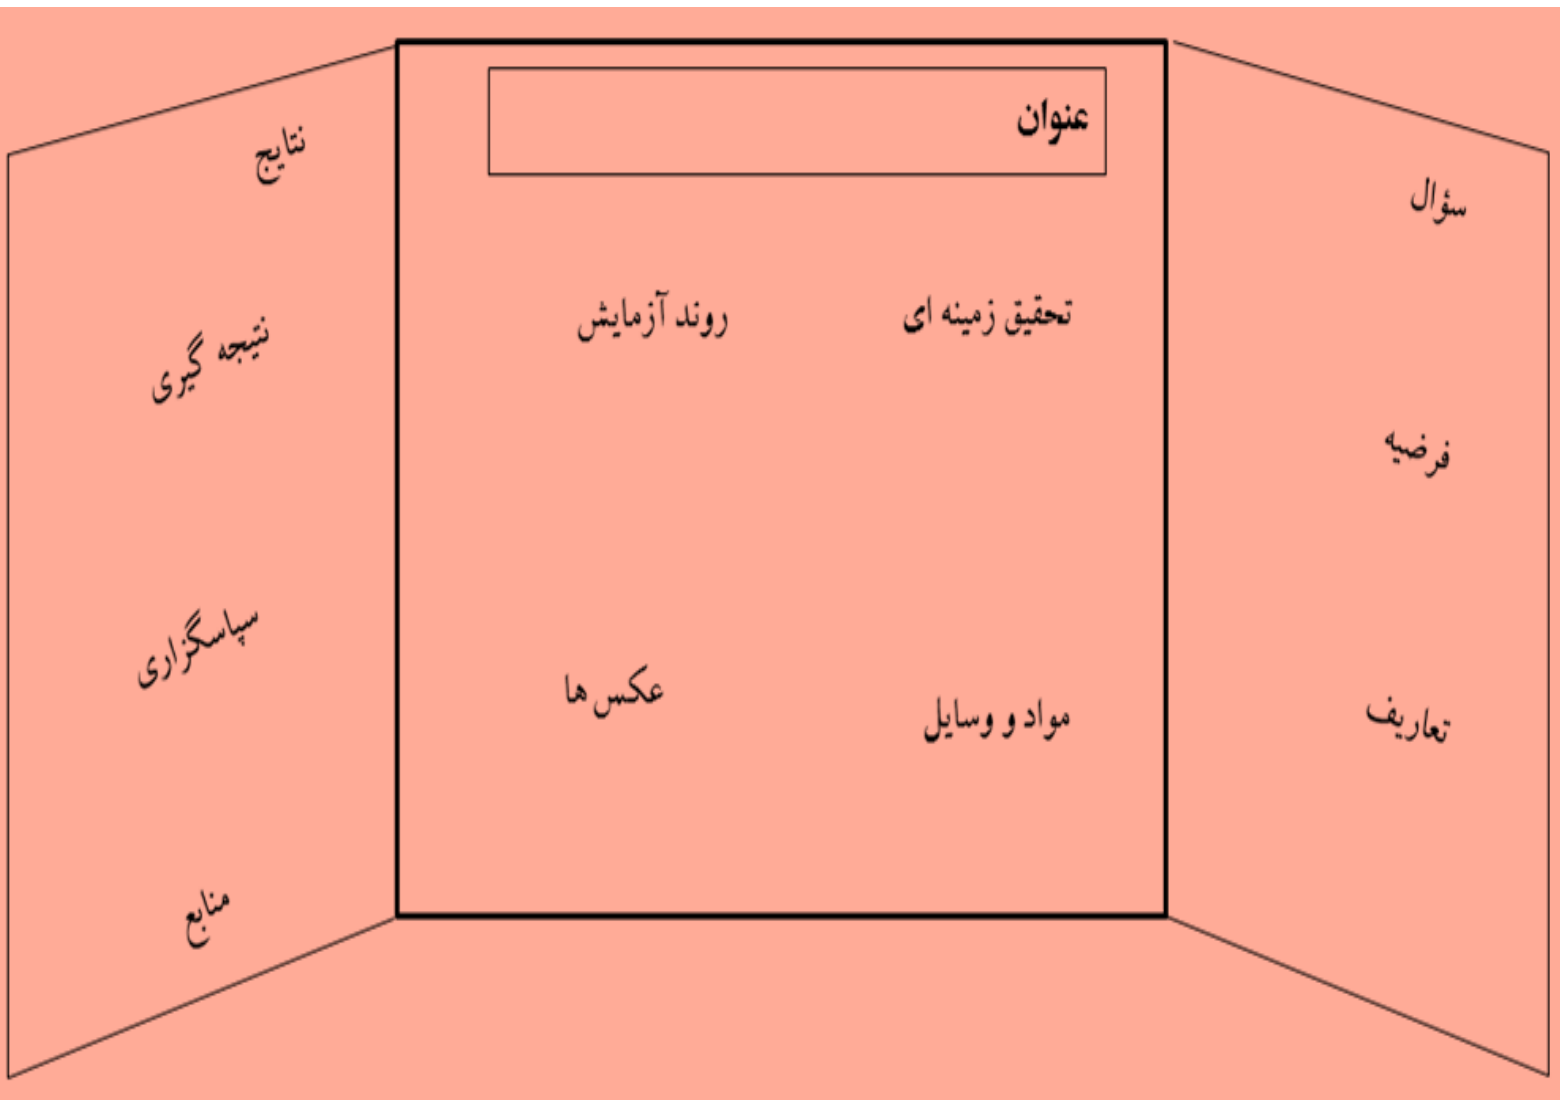 عنوان
سؤال
فرضیه
تعاریف
تحقیق زمینه ای
مواد و وسایل
روند آزمایش
عکس ها
نتایج
نتیجه گیری
سپاسگزاری
منابع